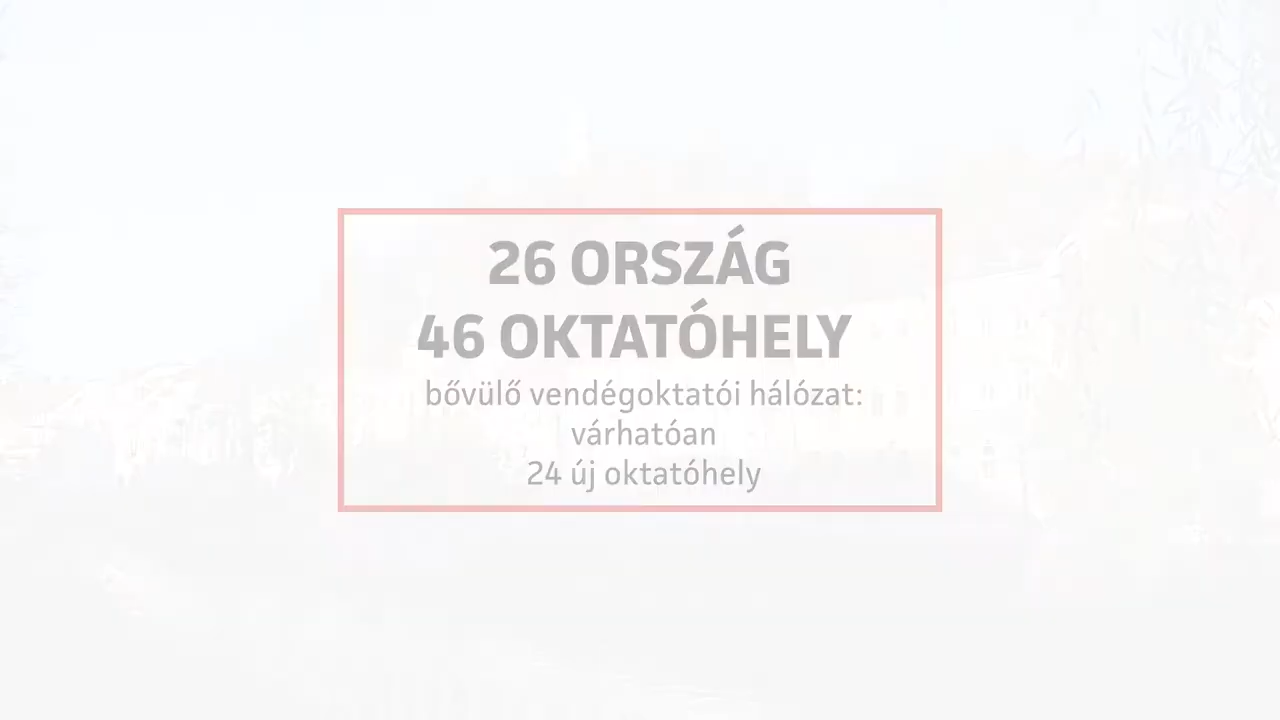 26 ORSZÁG
46 OKTATÓHELY
bővülő vendégoktatói hálózat:
várhatóan
24 új oktatóhely